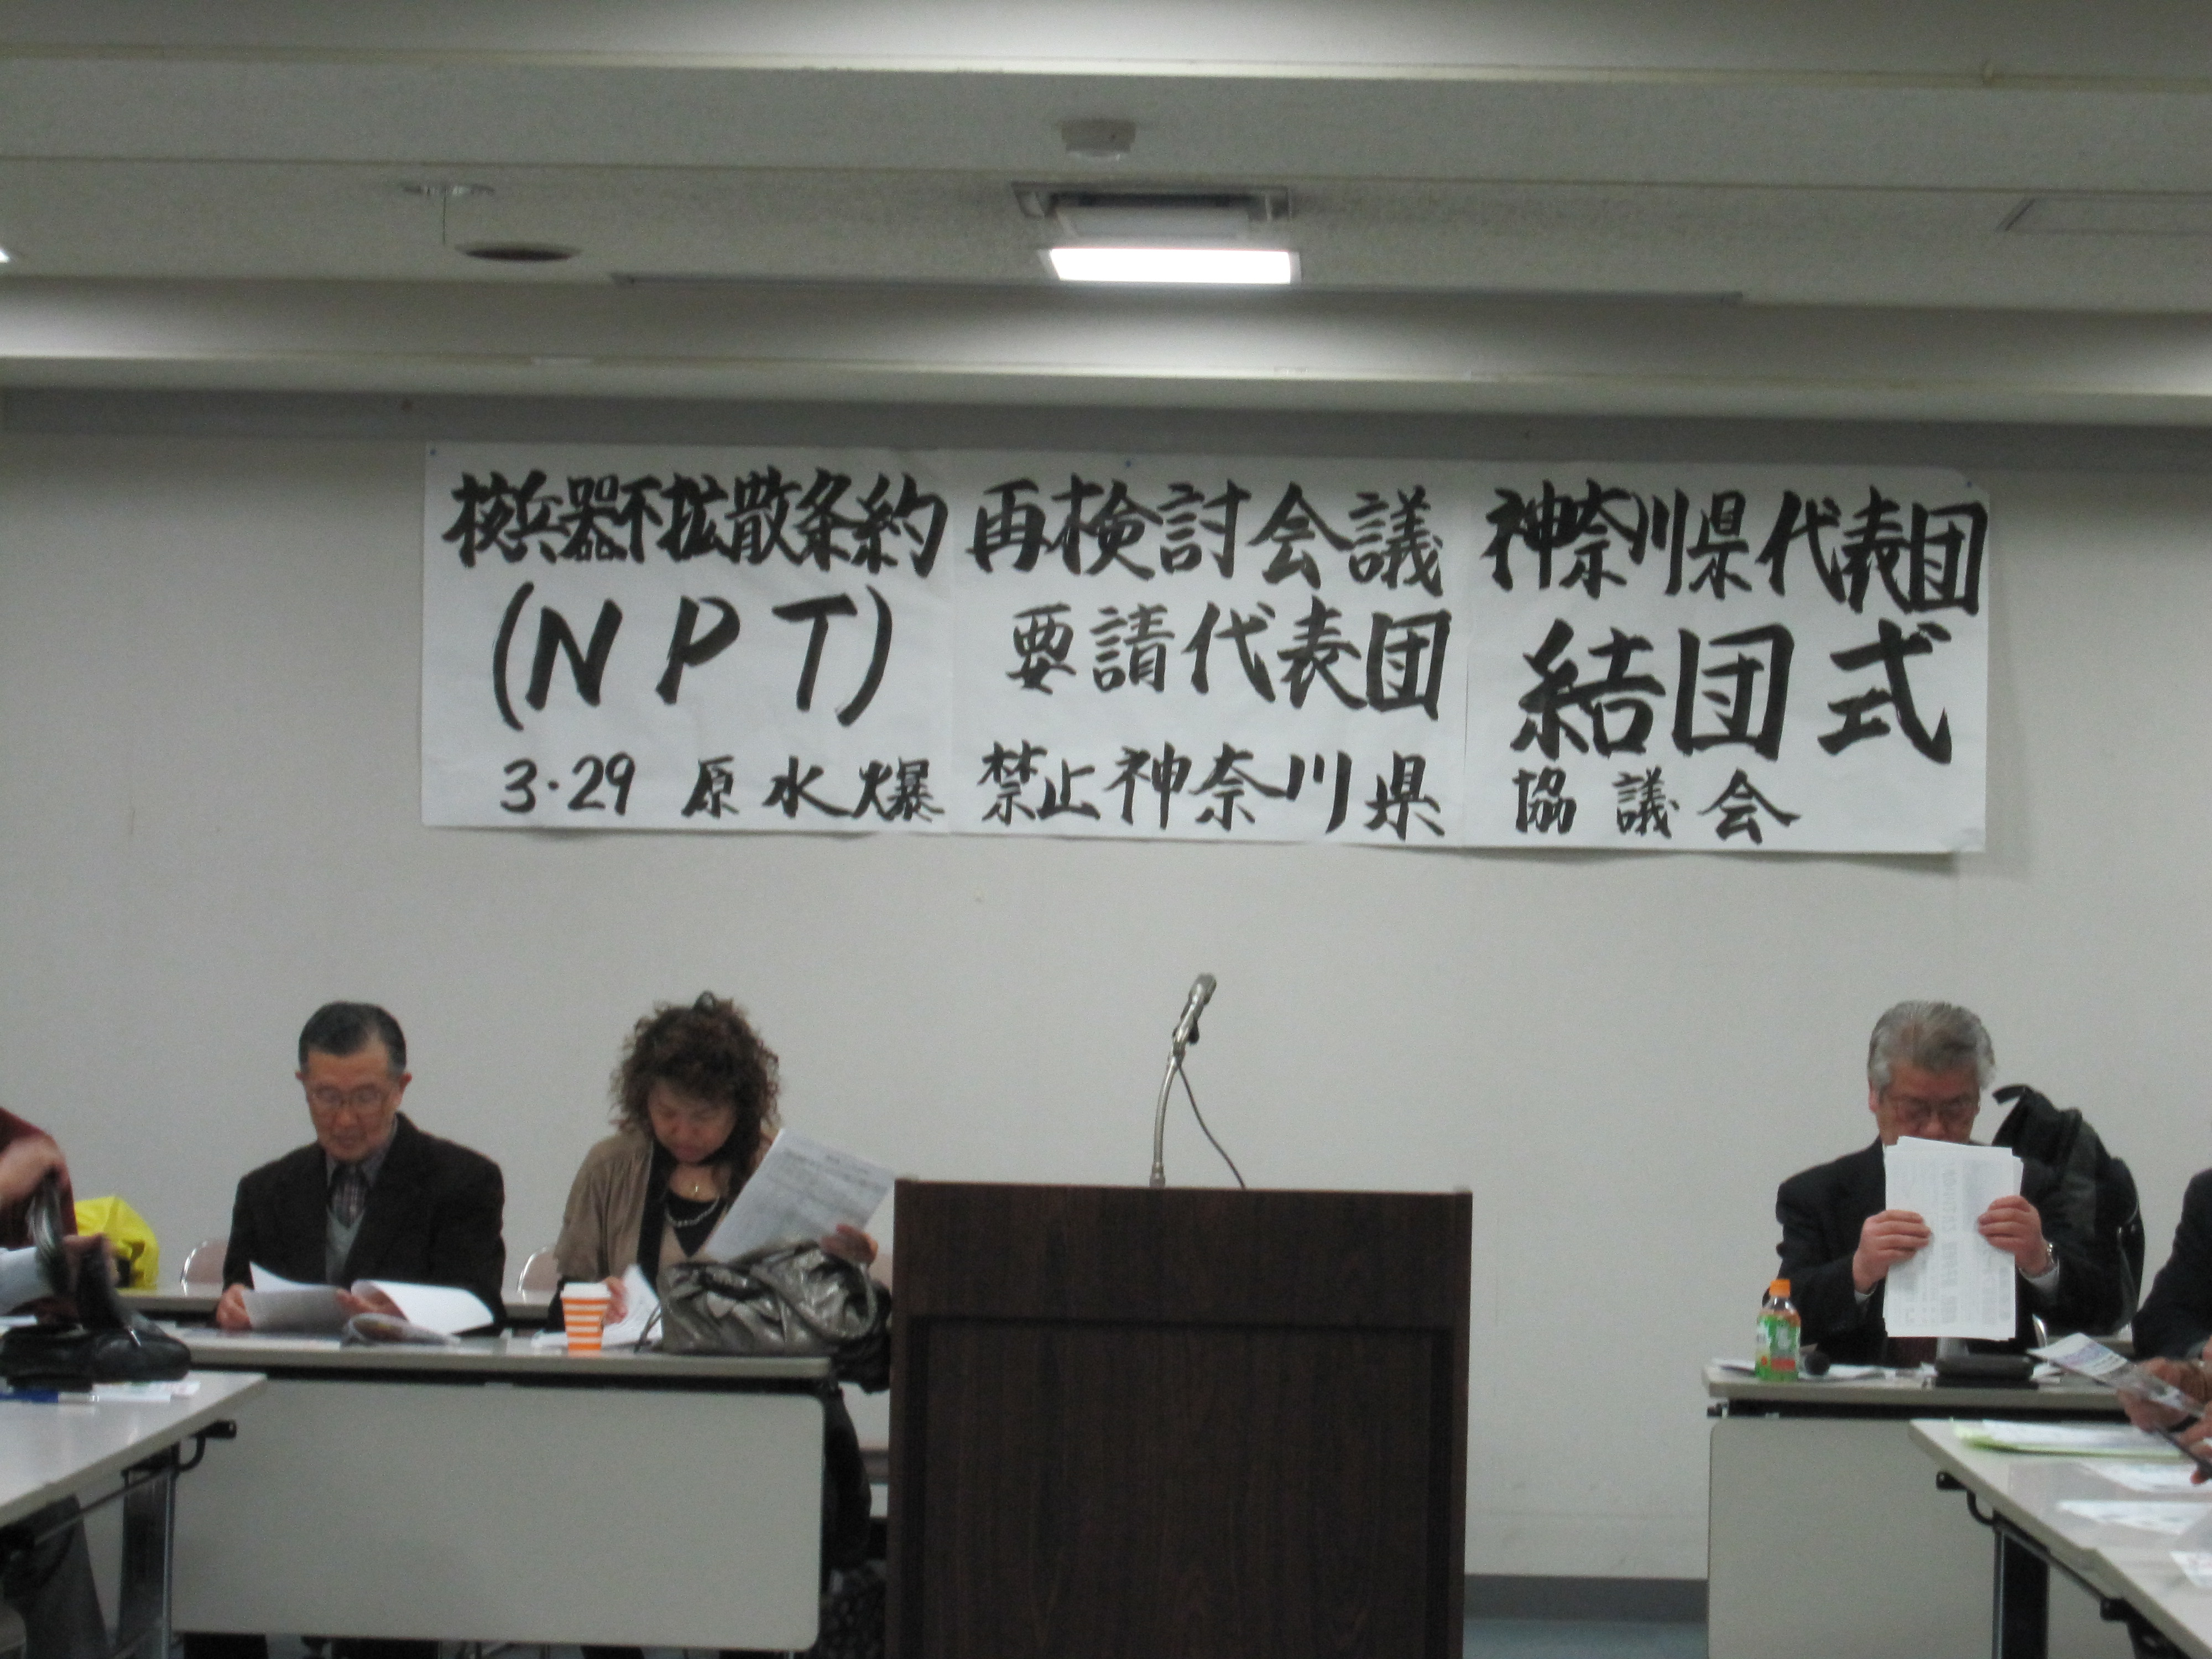 核兵器不拡散条約 再検討会議 神奈川県代表団
(NPT) 要請代表団 結団式
3·29 原水爆 禁止神奈川県 協議会